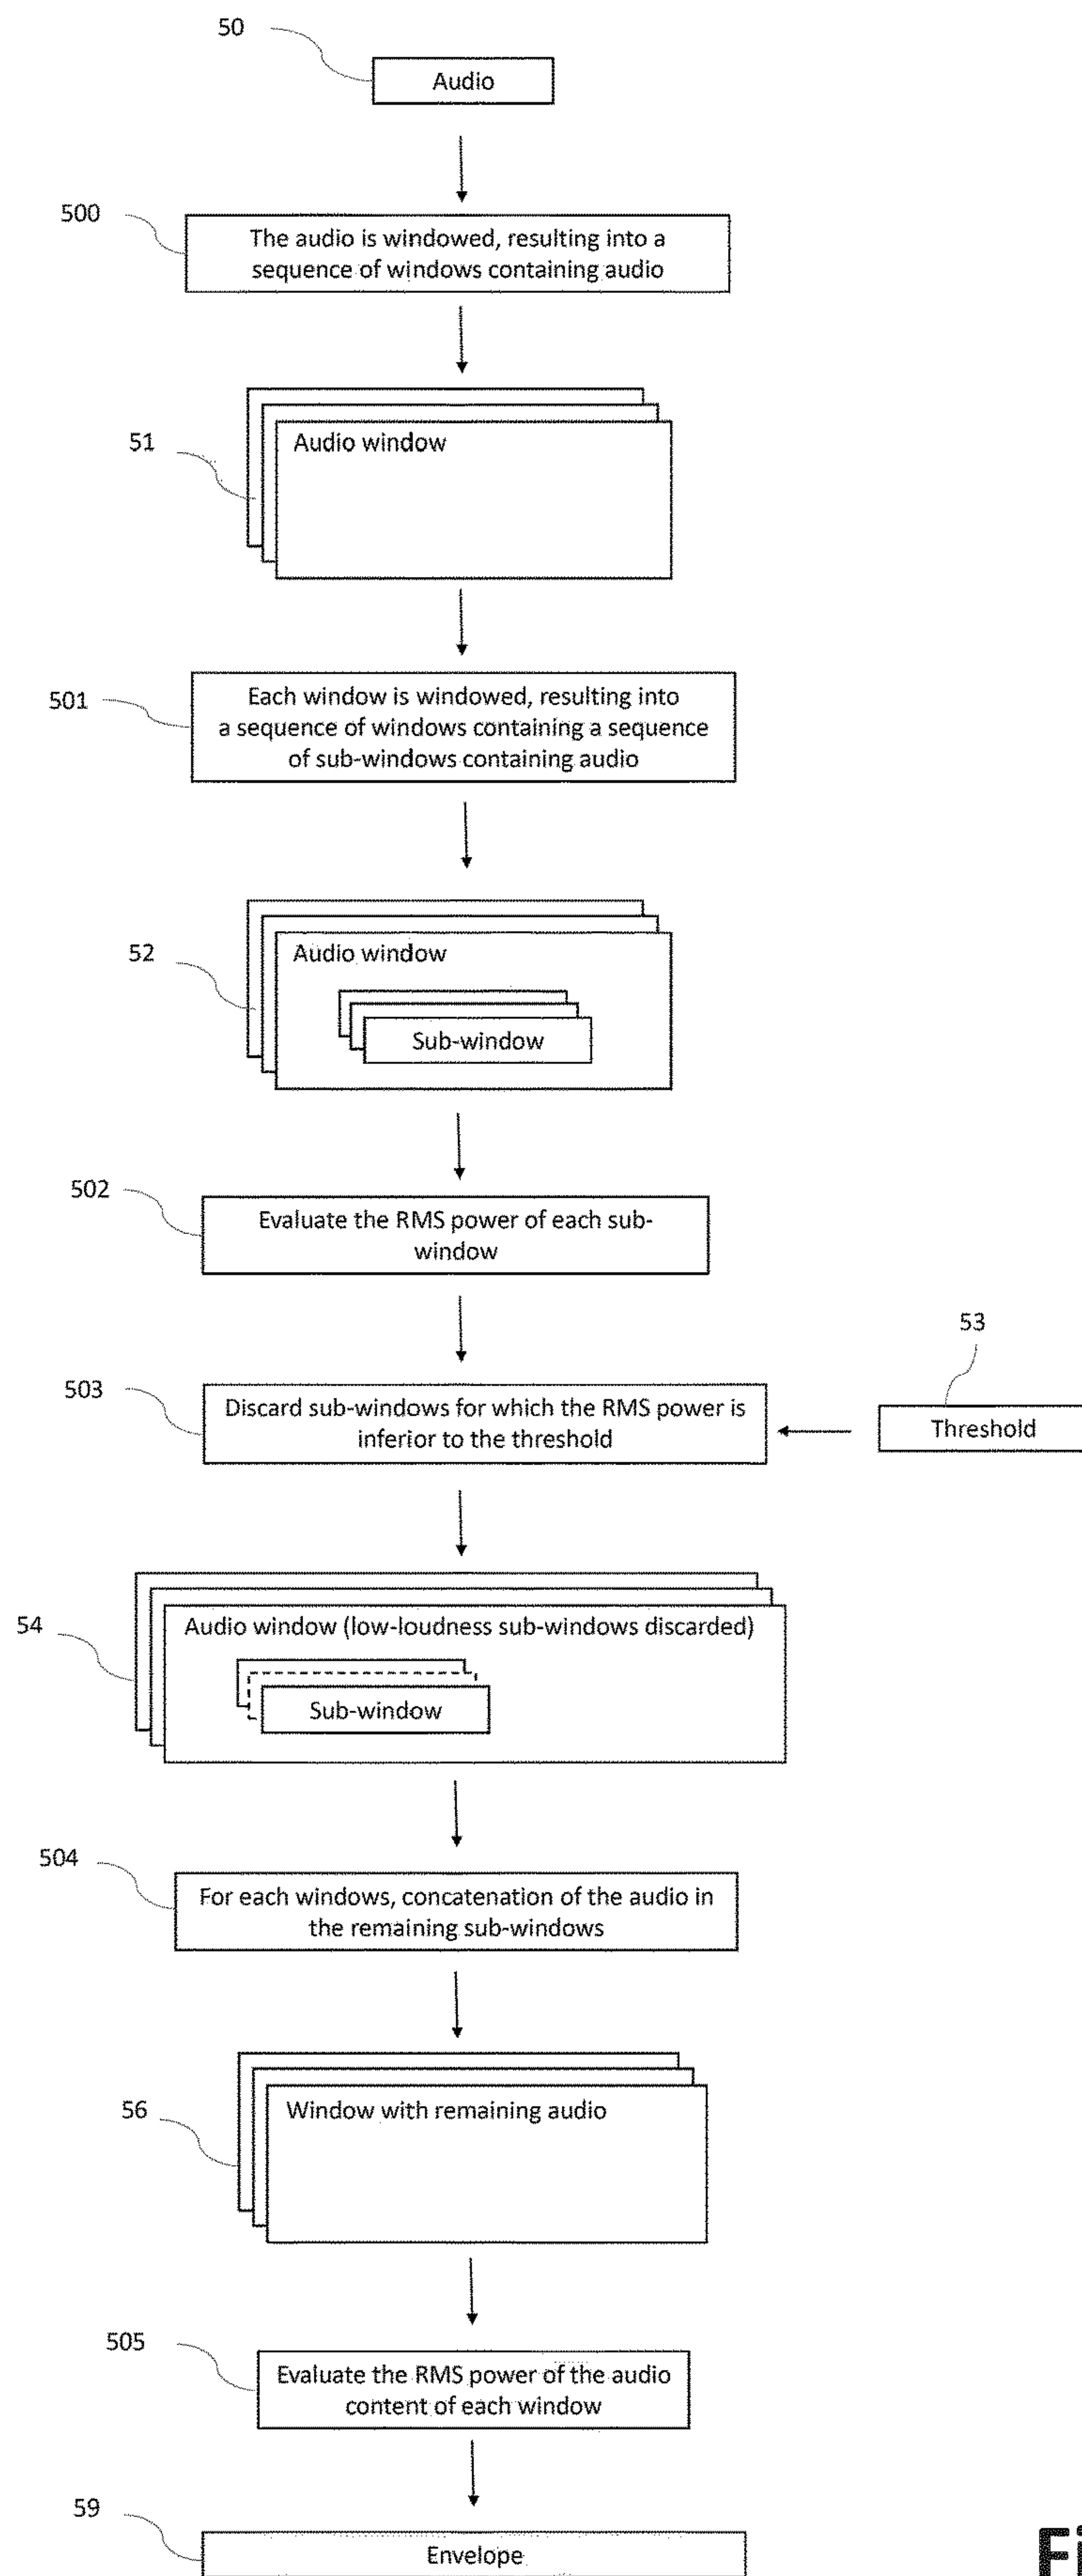 50
Audio
500
The audio is windowed, resulting into a
sequence of windows containing audio
51
Audio window
501
Each window is windowed, resulting into
a sequence of windows containing a sequence
of sub-windows containing audio
52
Audio window
Sub-window
502
Evaluate the RMS power of each sub-
window
53
503
Discard sub-windows for which the RMS power is
inferior to the threshold
Threshold
54
Audio window (low-loudness sub-windows discarded)
Sub-window
504
For each windows, concatenation of the audio in
the remaining sub-windows
56
Window with remaining audio
505
Evaluate the RMS power of the audio
content of each window
59
Envelope